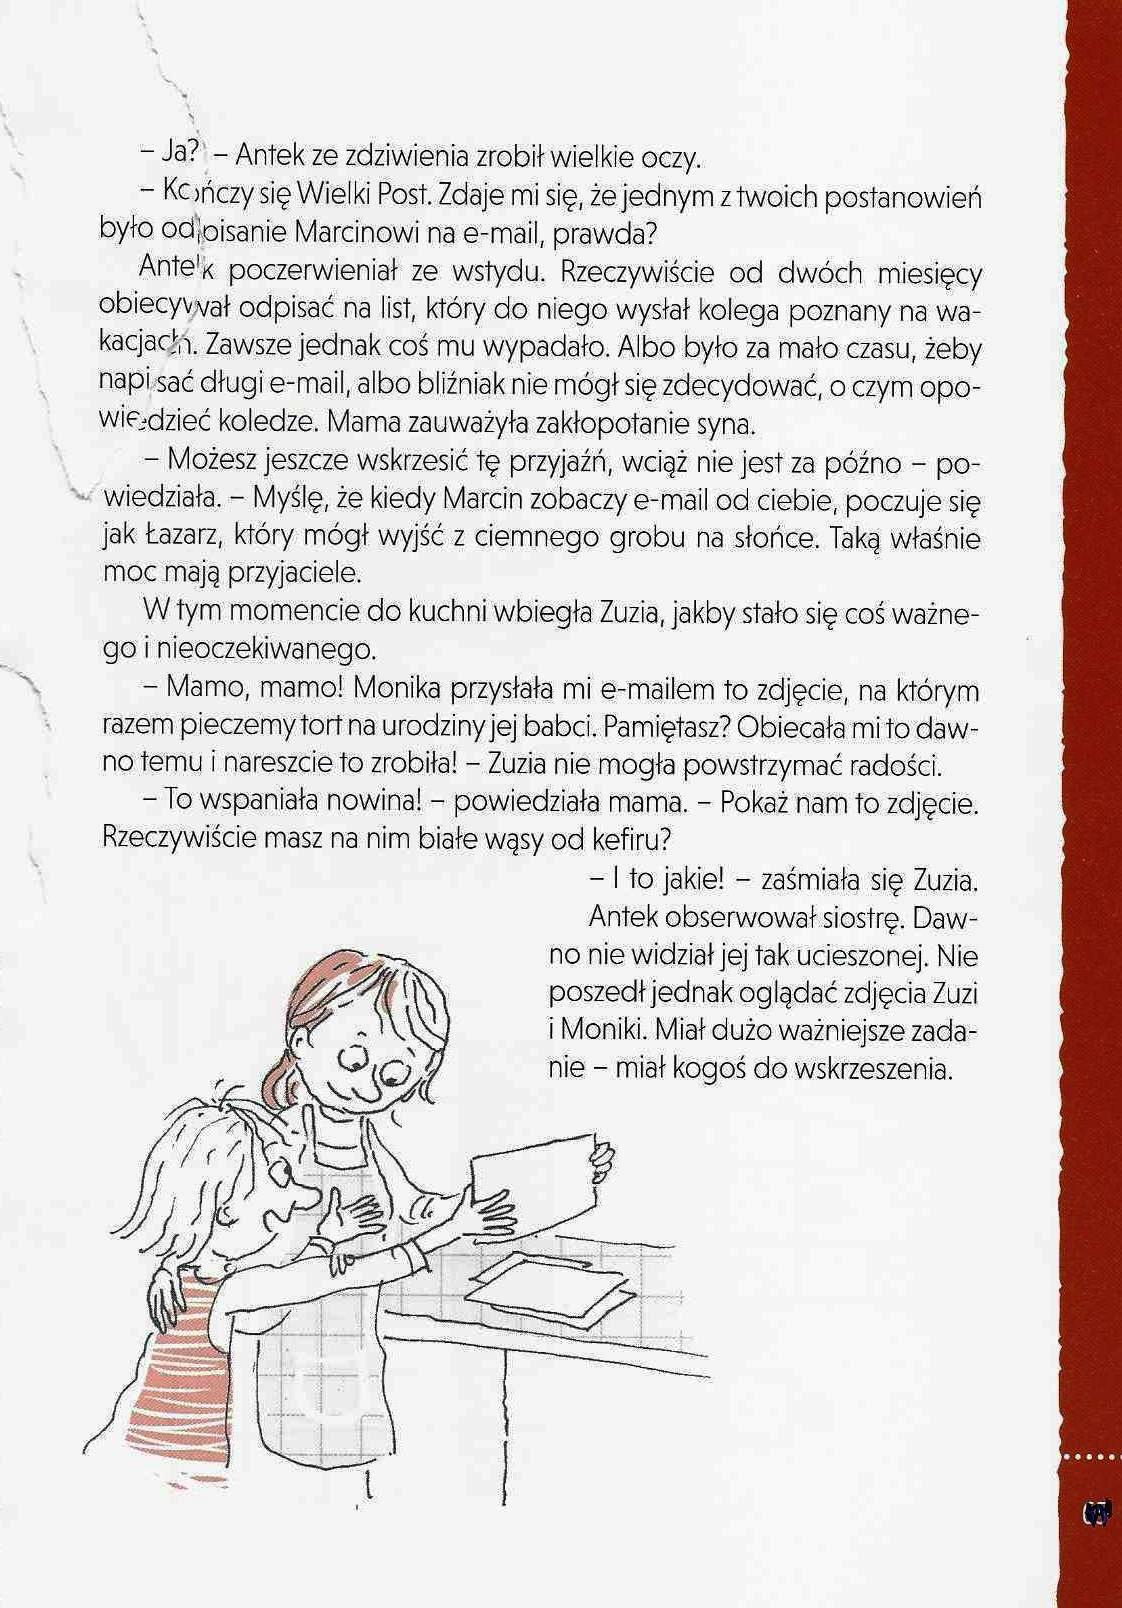 – Ja? – Antek ze zdziwienia zrobił wielkie oczy.
– Kończy się Wielki Post. Zdaje mi się, że jednym z twoich postanowień
było odpisanie Marcinowi na e-mail, prawda?
Antek poczerwieniał ze wstydu. Rzeczywiście od dwóch miesięcy
obiecywał odpisać na list, który do niego wysłał kolega poznany na wa-
kacjach. Zawsze jednak coś mu wypadało. Albo było za mało czasu, żeby
napisać długi e-mail, albo bliźniak nie mógł się zdecydować, o czym opo-
wiedzieć koledze. Mama zauważyła zakłopotanie syna.
– Możesz jeszcze wskrzesić tę przyjaźń, wciąż nie jest za późno – po-
wiedziała. – Myślę, że kiedy Marcin zobaczy e-mail od ciebie, poczuje się
jak Łazarz, który mógł wyjść z ciemnego grobu na słońce. Taką właśnie
moc mają przyjaciele.
W tym momencie do kuchni wbiegła Zuzia, jakby stało się coś ważne-
go i nieoczekiwanego.
– Mamo, mamo! Monika przysłała mi e-mailem to zdjęcie, na którym
razem pieczemy tort na urodziny jej babci. Pamiętasz? Obiecała mi to daw-
no temu i nareszcie to zrobiła! – Zuzia nie mogła powstrzymać radości.
– To wspaniała nowina! – powiedziała mama. – Pokaż nam to zdjęcie.
Rzeczywiście masz na nim białe wąsy od kefiru?
– I to jakie! – zaśmiała się Zuzia.
Antek obserwował siostrę. Daw-
no nie widział jej tak ucieszonej. Nie
poszedł jednak oglądać zdjęcia Zuzi
i Moniki. Miał dużo ważniejsze zada-
nie – miał kogoś do wskrzeszenia.